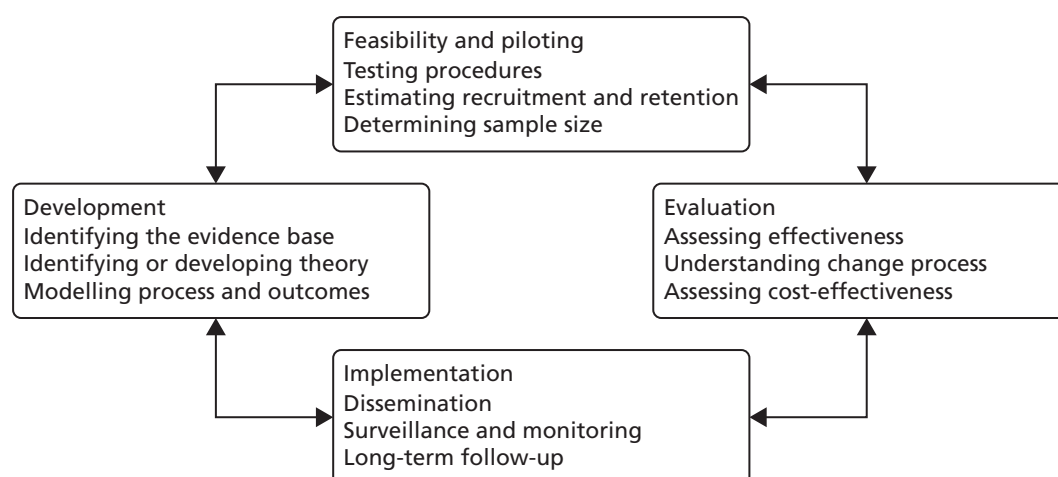 Feasibility and piloting
Testing procedures
Estimating recruitment and retention
Determining sample size
Development
Identifying the evidence base
Identifying or developing theory
Modelling process and outcomes
Evaluation
Assessing effectiveness
Understanding change process
Assessing cost-effectiveness
Implementation
Dissemination
Surveillance and monitoring
Long-term follow-up